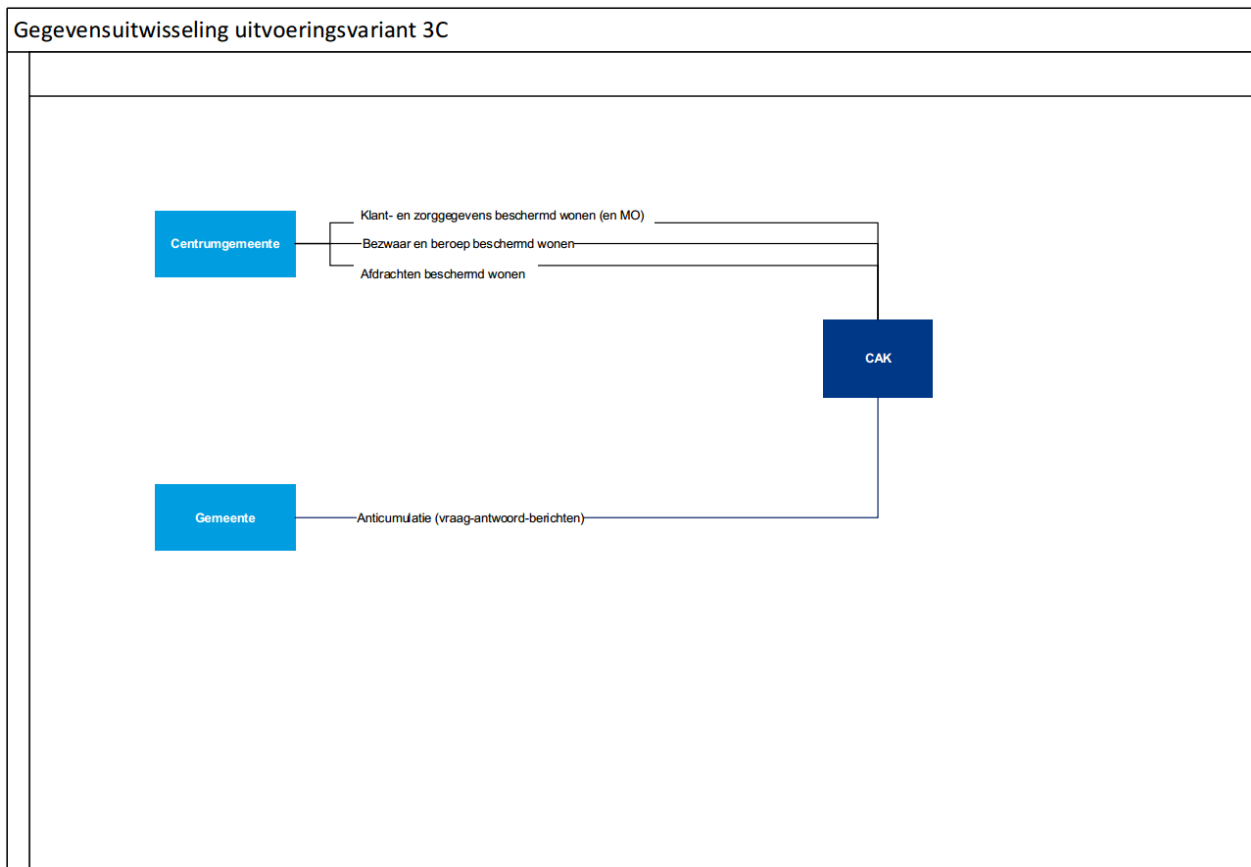 Gegevensuitwisseling uitvoeringsvariant 3C
Klant- en zorggegevens beschermd wonen (en MO)
Centrumgemeente
Bezwaar en beroep beschermd wonen
Afdrachten beschermd wonen
CAK
Gemeente
Anticumulatie (vraag-antwoord-berichten)